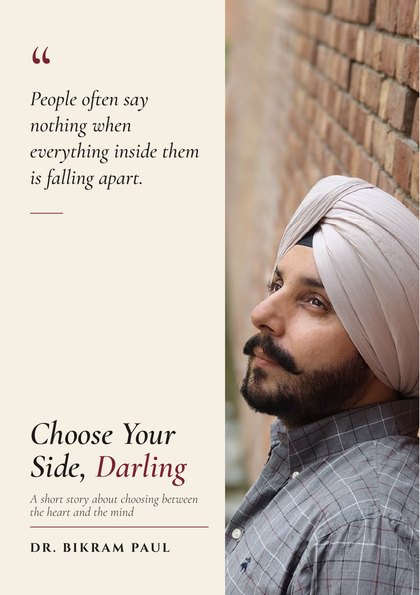 “
People often say
nothing when
everything inside them
is falling apart.
Choose Your
Side, Darling
A short story about choosing between
the heart and the mind
DR. BIKRAM PAUL